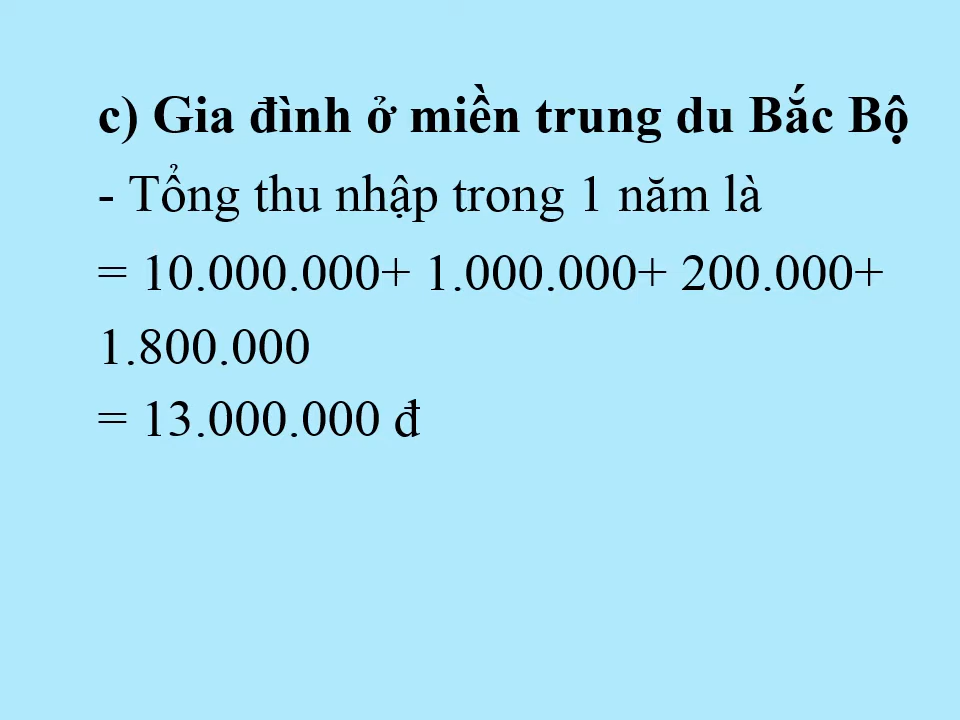 c) Gia đình ở miền trung du Bắc Bộ
- Tổng thu nhập trong 1 năm là
= 10.000.000+ 1.000.000+ 200.000+
1.800.000
= 13.000.000 đ